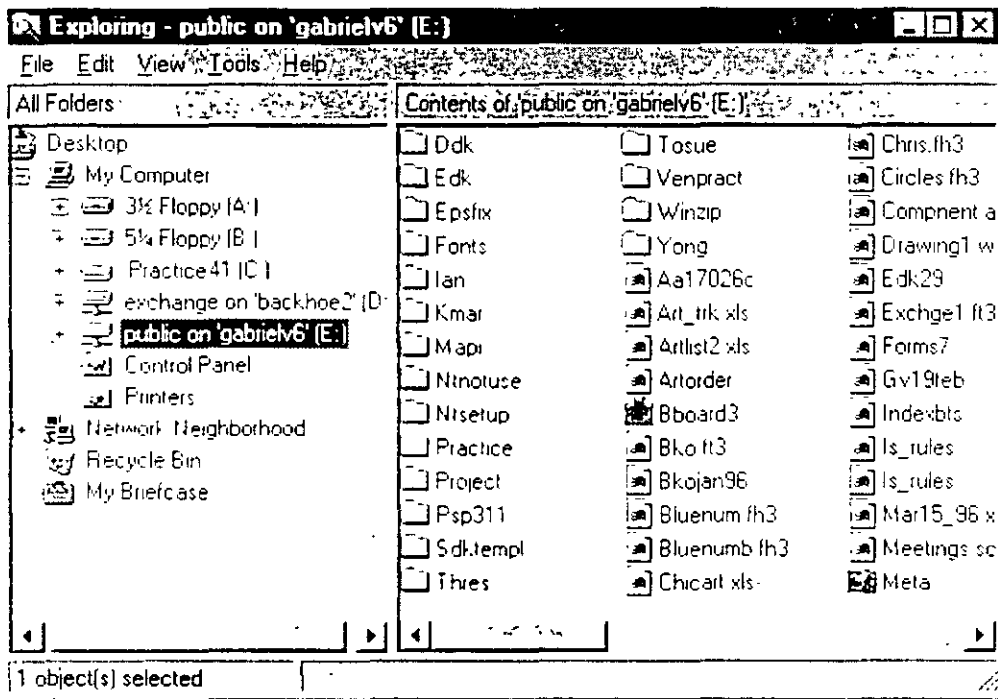 Exploring - public on 'gabrielv6' (E:)
File Edit View Tools Help
All Folders
Contents of 'public on 'gabrielv6' (E:)'
Desktop
My Computer
3½ Floppy (A:)
5¼ Floppy (B:)
Practice41 (C:)
exchange on 'backhoe2' (D:
public on 'gabrielv6' (E:)
Control Panel
Printers
Network Neighborhood
Recycle Bin
My Briefcase
Ddk
Edk
Epsfix
Fonts
Ian
Kmar
Mapi
Ntnotuse
Ntsetup
Practice
Project
Psp311
Sdktempl
Thres
Tosue
Venpract
Winzip
Yong
Aa17026c
Art_trk.xls
Artlist2.xls
Artorder
Bboard3
Bko.ft3
Bkojan96
Bluenum.fh3
Bluenumb.fh3
Chicart.xls
Chris.fh3
Circles.fh3
Compnent a
Drawing1.w
Edk29
Exchge1.ft3
Forms7
Gv19feb
Indexbts
Is_rules
Is_rules
Mar15_96.x
Meetings.sc
Meta
1 object(s) selected